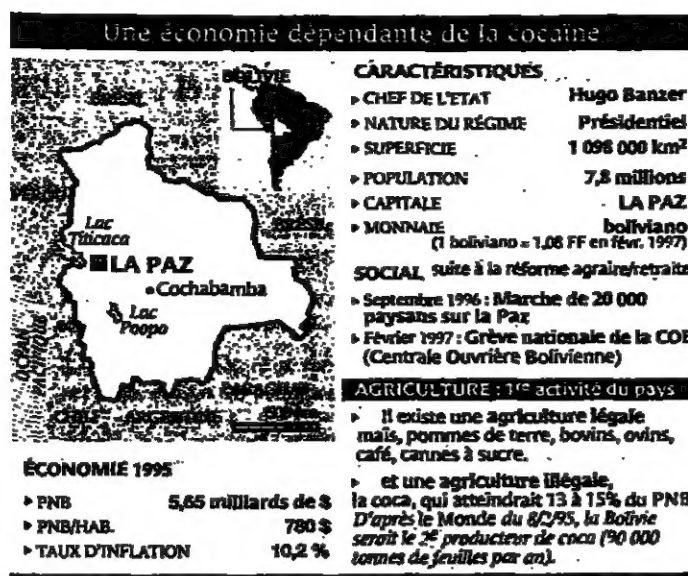 Une économie dépendante de la cocaïne
BOLIVIE
BRÉSIL
Lac
Titicaca
LA PAZ
Cochabamba
Lac
Poopo
OCÉAN
PACIFIQUE
CHILI
ARGENTINE
ÉCONOMIE 1995
PNB 5,65 milliards de $
PNB/HAB. 780 $
TAUX D'INFLATION 10,2 %
CARACTÉRISTIQUES
CHEF DE L'ETAT Hugo Banzer
NATURE DU RÉGIME Présidentiel
SUPERFICIE 1 098 000 km²
POPULATION 7,8 millions
CAPITALE LA PAZ
MONNAIE boliviano
(1 boliviano = 1,08 FF en févr. 1997)
SOCIAL suite à la réforme agraire/retraite
Septembre 1996 : Marche de 20 000
paysans sur la Paz
Février 1997 : Grève nationale de la COB
(Centrale Ouvrière Bolivienne)
AGRICULTURE : 1re activité du pays
Il existe une agriculture légale
maïs, pommes de terre, bovins, ovins,
café, cannes à sucre.
et une agriculture illégale,
la coca, qui atteindrait 13 à 15% du PNB
D'après le Monde du 8/2/95, la Bolivie
serait le 2e producteur de coca (90 000
tonnes de feuilles par an).